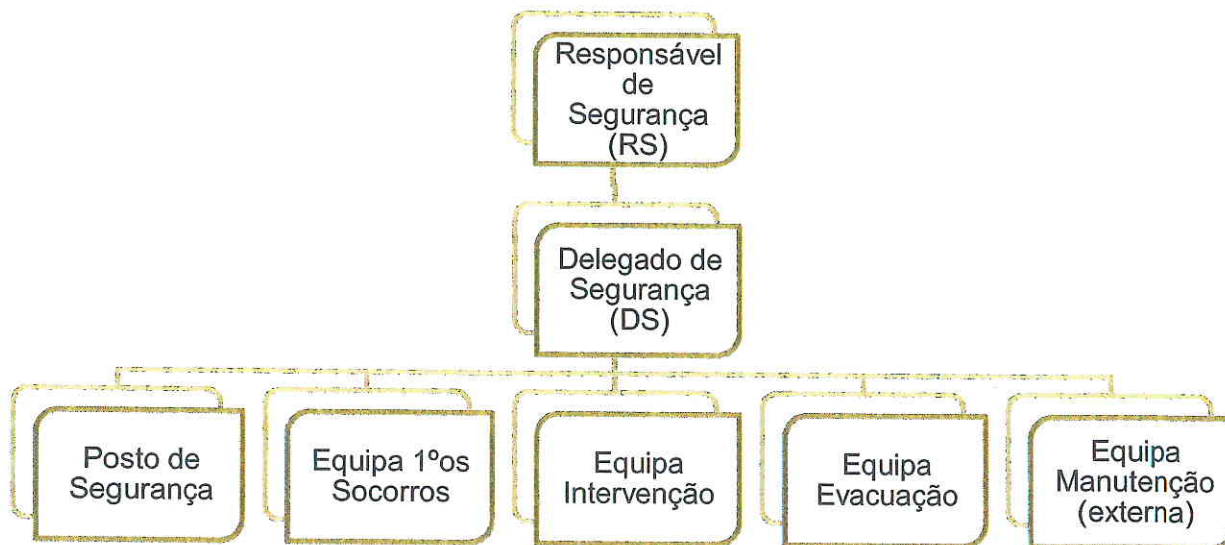 Responsável
de
Segurança
(RS)
Delegado de
Segurança
(DS)
Posto de
Segurança
Equipa 1ºos
Socorros
Equipa
Intervenção
Equipa
Evacuação
Equipa
Manutenção
(externa)